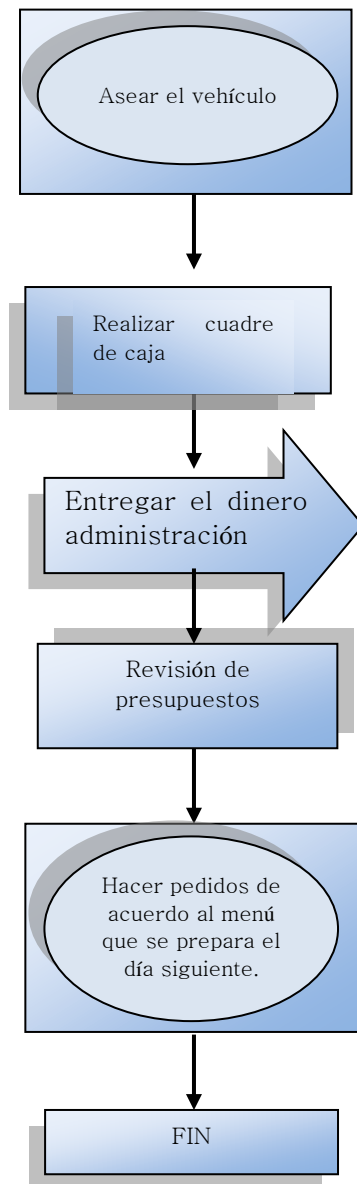 Asear el vehículo
Realizar cuadre
de caja
Entregar el dinero
administración
Revisión de
presupuestos
Hacer pedidos de
acuerdo al menú
que se prepara el
día siguiente.
FIN